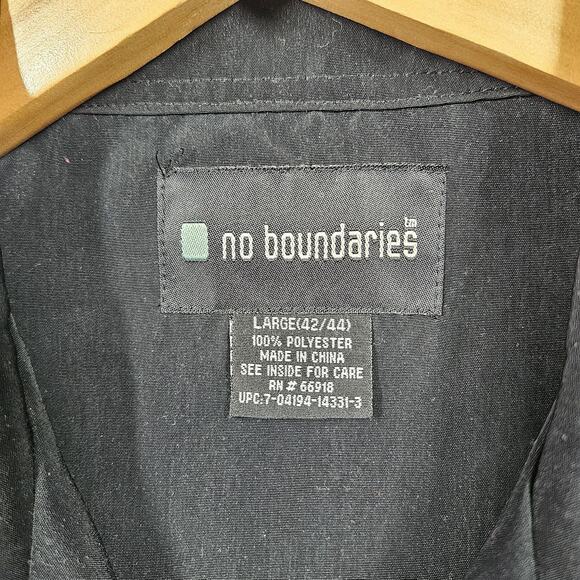 no boundaries tm
LARGE(42/44)
100% POLYESTER
MADE IN CHINA
SEE INSIDE FOR CARE
RN # 66918
UPC:7-04194-14331-3